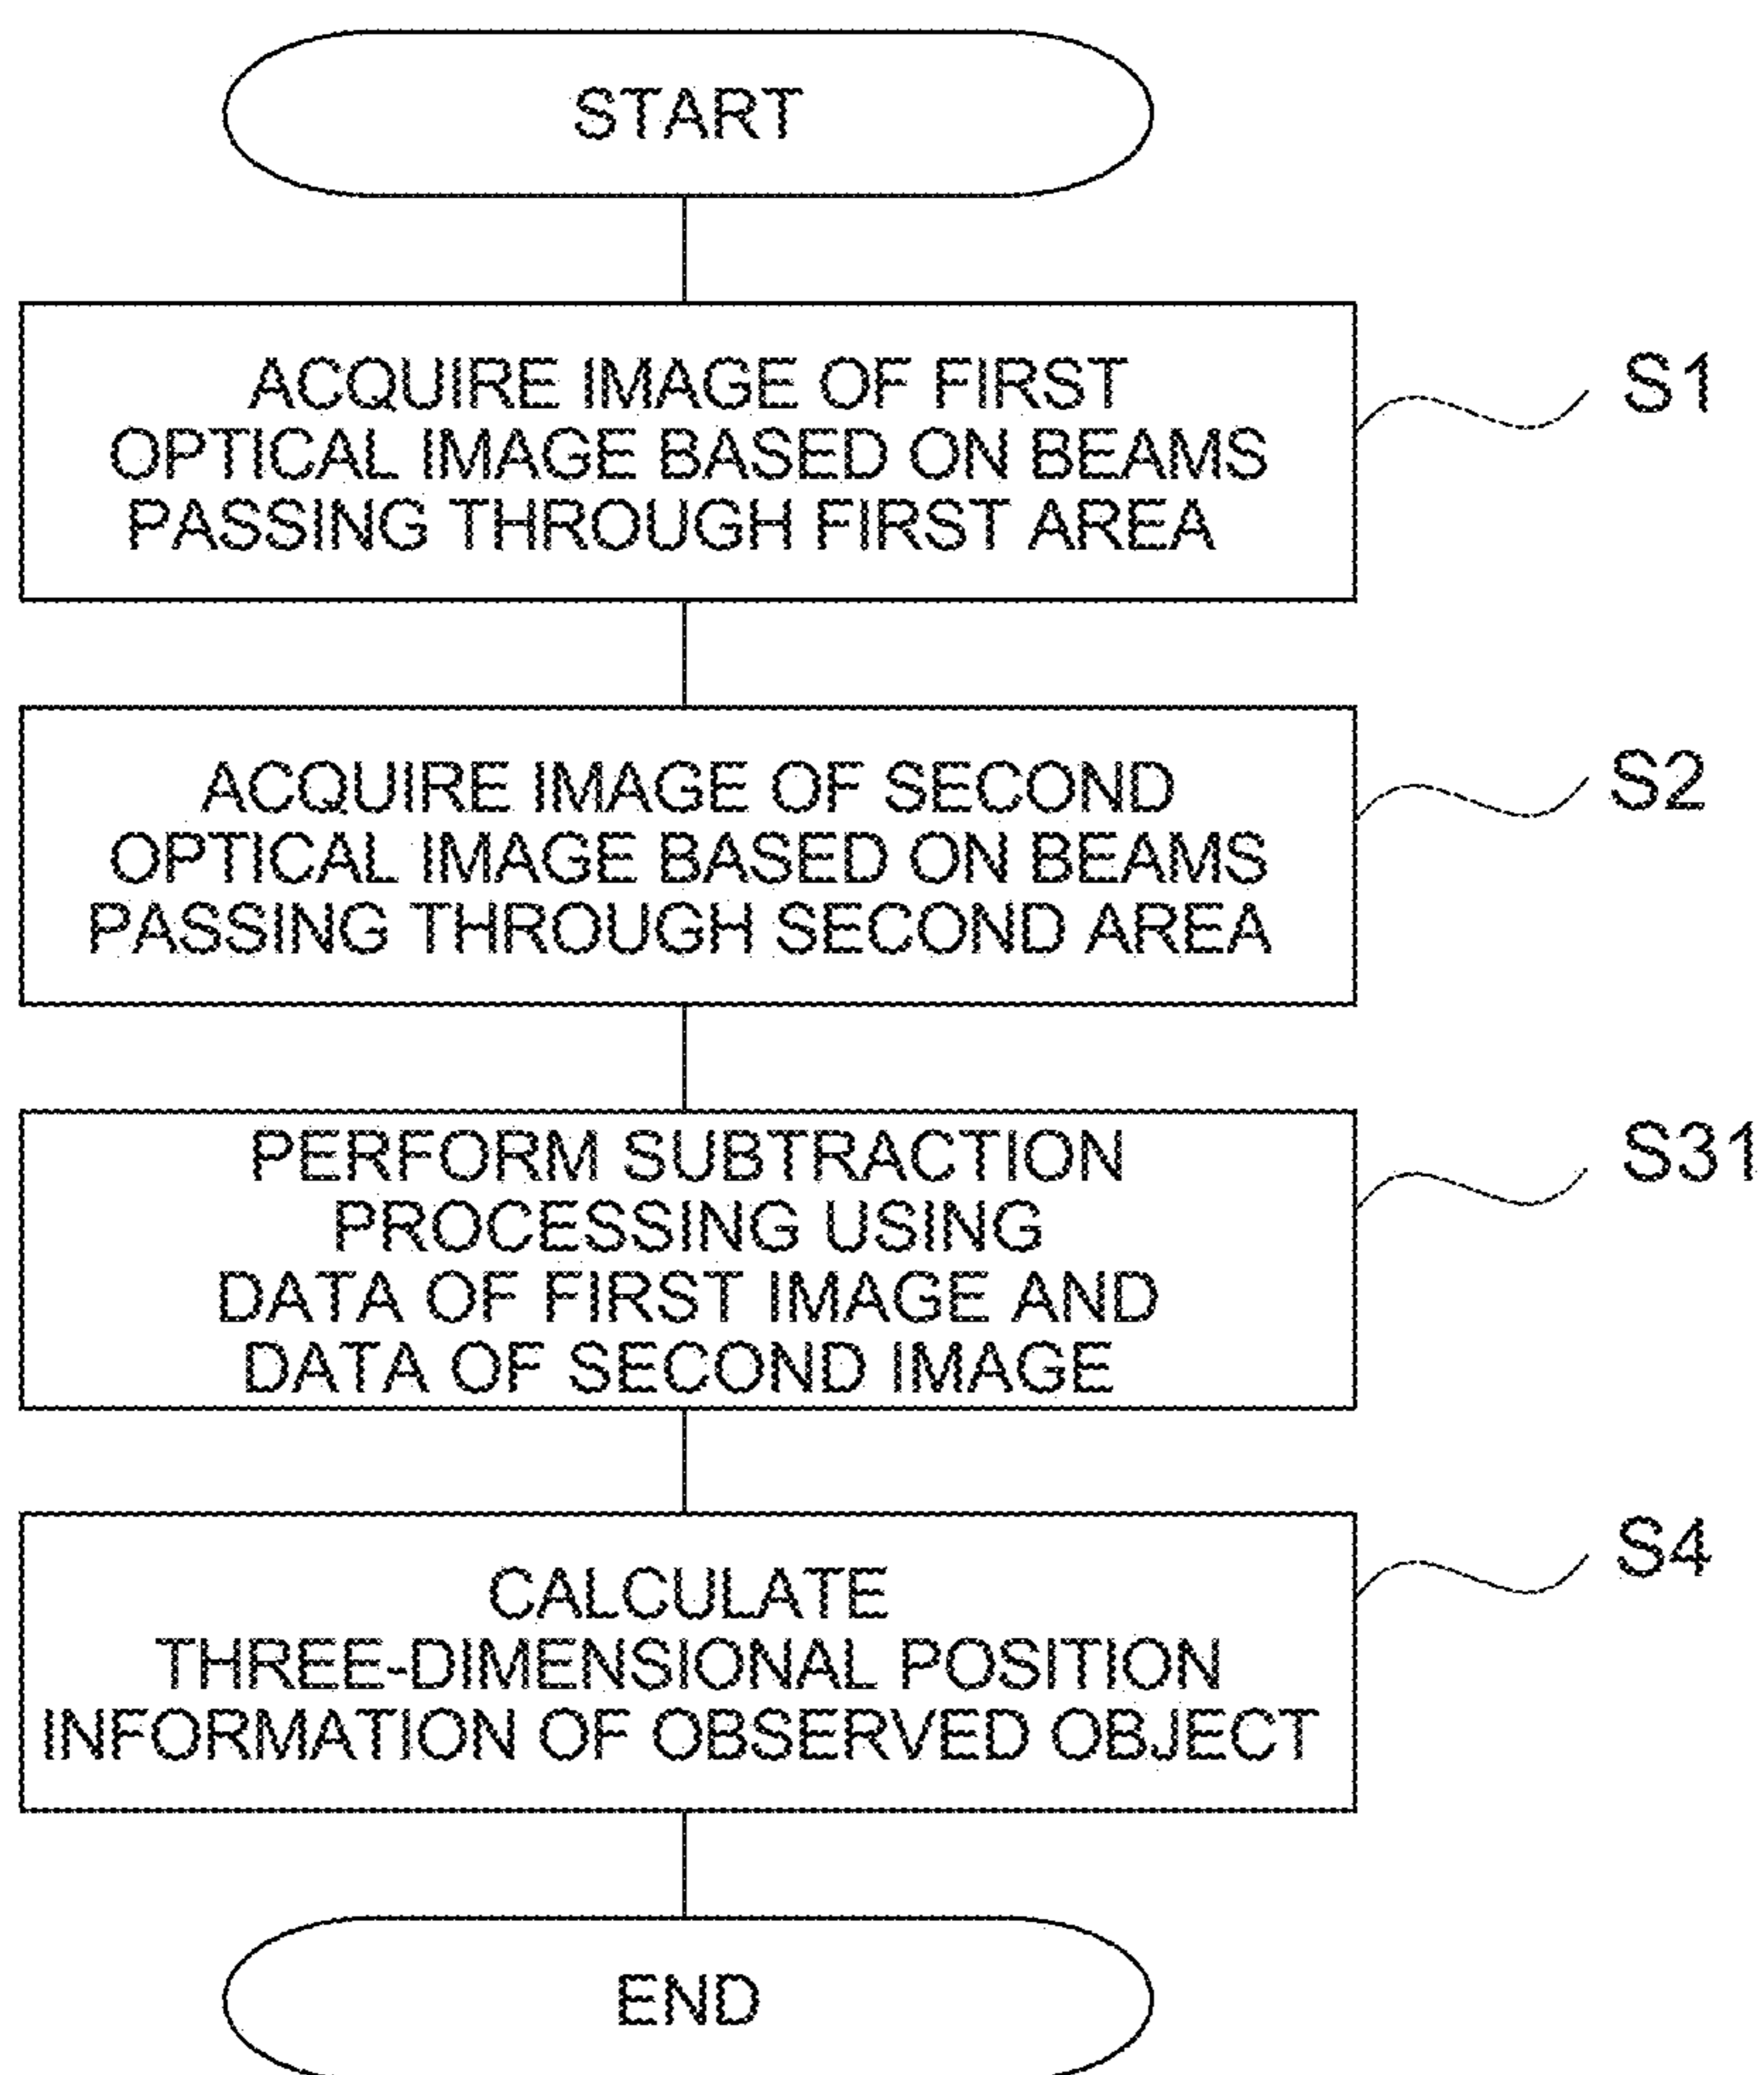 START
ACQUIRE IMAGE OF FIRST
OPTICAL IMAGE BASED ON BEAMS
PASSING THROUGH FIRST AREA
S1
ACQUIRE IMAGE OF SECOND
OPTICAL IMAGE BASED ON BEAMS
PASSING THROUGH SECOND AREA
S2
PERFORM SUBTRACTION
PROCESSING USING
DATA OF FIRST IMAGE AND
DATA OF SECOND IMAGE
S31
CALCULATE
THREE-DIMENSIONAL POSITION
INFORMATION OF OBSERVED OBJECT
S4
END